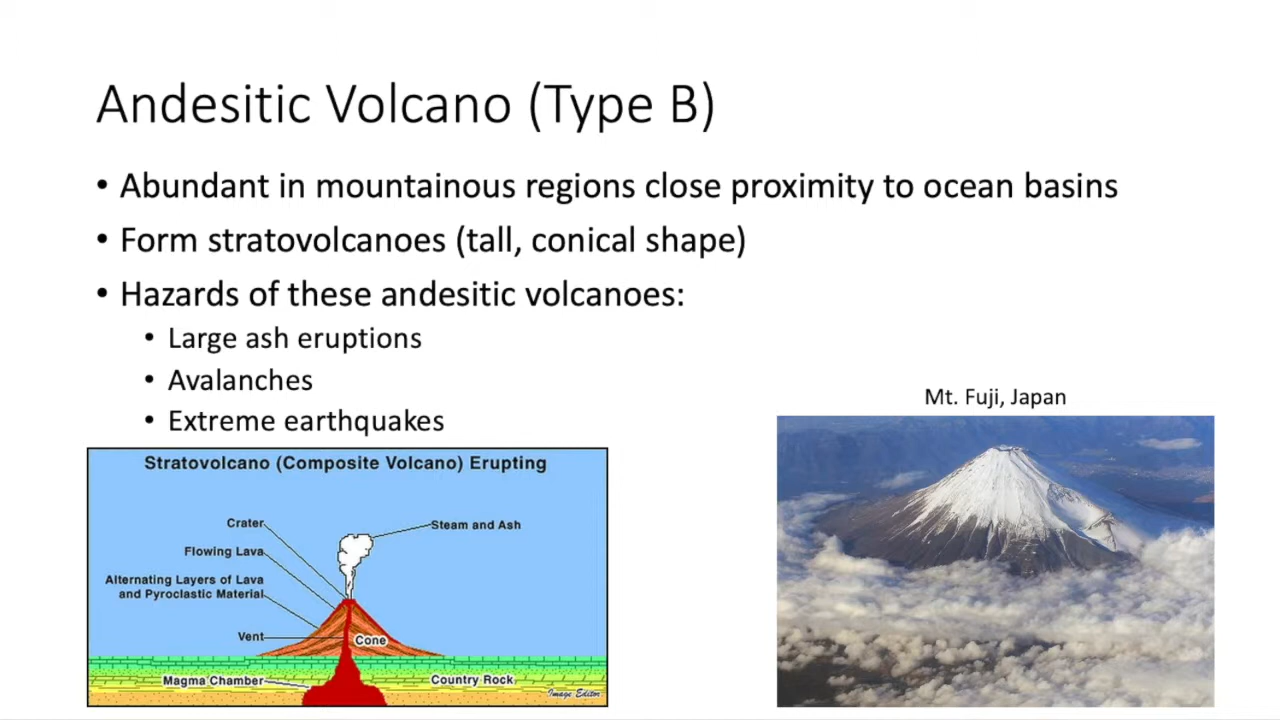 Andesitic Volcano (Type B)
• Abundant in mountainous regions close proximity to ocean basins
• Form stratovolcanoes (tall, conical shape)
• Hazards of these andesitic volcanoes:
• Large ash eruptions
• Avalanches
• Extreme earthquakes
Mt. Fuji, Japan
Stratovolcano (Composite Volcano) Erupting
Crater
Steam and Ash
Flowing Lava
Alternating Layers of Lava
and Pyroclastic Material
Vent
Cone
Magma Chamber
Country Rock
Image Editor